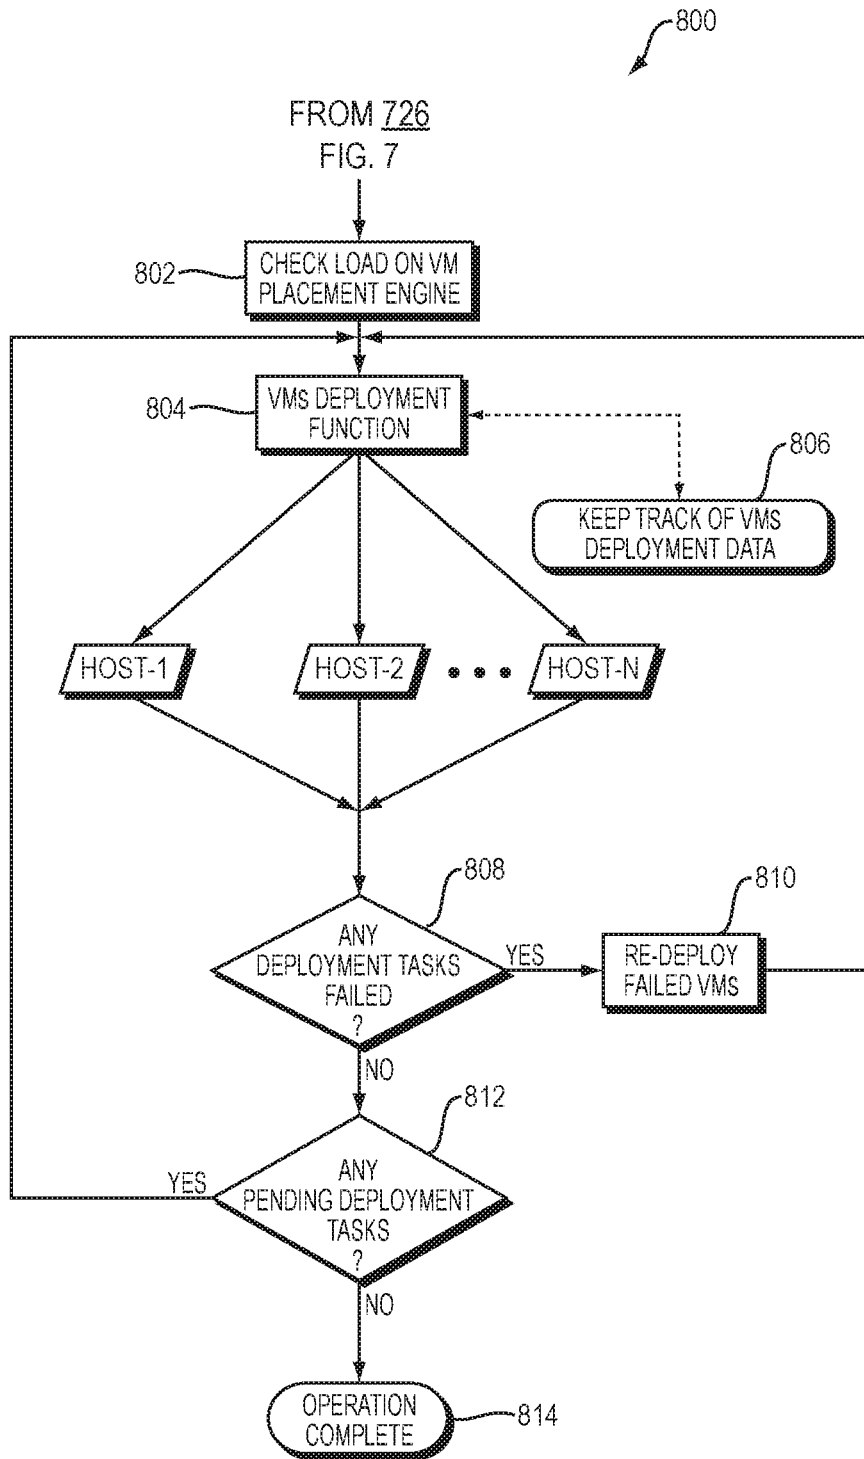 800
FROM 726
FIG. 7
802
CHECK LOAD ON VM
PLACEMENT ENGINE
804
VMs DEPLOYMENT
FUNCTION
806
KEEP TRACK OF VMs
DEPLOYMENT DATA
HOST-1
HOST-2
HOST-N
808
ANY
DEPLOYMENT TASKS
FAILED
?
YES
810
RE-DEPLOY
FAILED VMs
NO
812
ANY
PENDING DEPLOYMENT
TASKS
?
YES
NO
OPERATION
COMPLETE
814